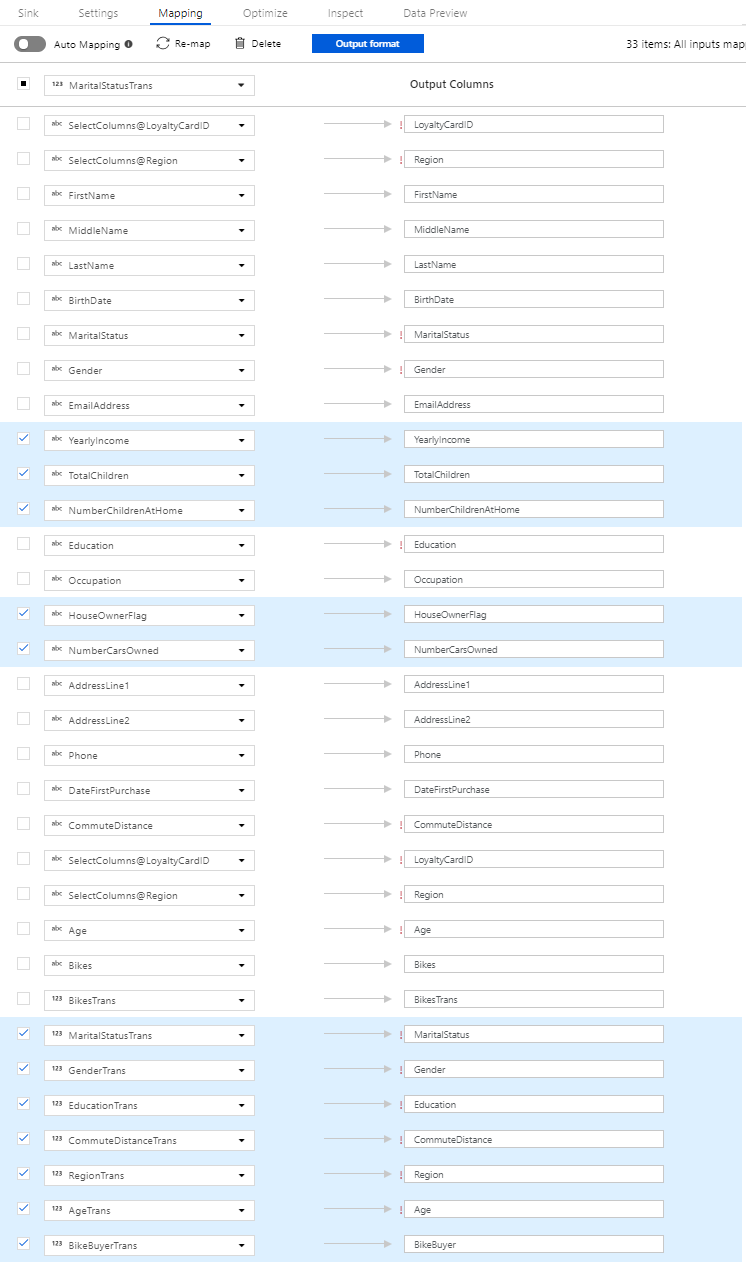 Sink Settings Mapping Optimize Inspect Data Preview
Auto Mapping Re-map Delete Output format 33 items: All inputs
123 MaritalStatusTrans Output Columns
abc SelectColumns@LoyaltyCardID ! LoyaltyCardID
abc SelectColumns@Region ! Region
abc FirstName FirstName
abc MiddleName MiddleName
abc LastName LastName
abc BirthDate BirthDate
abc MaritalStatus ! MaritalStatus
abc Gender ! Gender
abc EmailAddress EmailAddress
abc YearlyIncome YearlyIncome
abc TotalChildren TotalChildren
abc NumberChildrenAtHome NumberChildrenAtHome
abc Education ! Education
abc Occupation Occupation
abc HouseOwnerFlag HouseOwnerFlag
abc NumberCarsOwned NumberCarsOwned
abc AddressLine1 AddressLine1
abc AddressLine2 AddressLine2
abc Phone Phone
abc DateFirstPurchase DateFirstPurchase
abc CommuteDistance ! CommuteDistance
abc SelectColumns@LoyaltyCardID ! LoyaltyCardID
abc SelectColumns@Region ! Region
abc Age ! Age
abc Bikes Bikes
123 BikesTrans BikesTrans
123 MaritalStatusTrans ! MaritalStatus
123 GenderTrans ! Gender
123 EducationTrans ! Education
123 CommuteDistanceTrans ! CommuteDistance
123 RegionTrans ! Region
123 AgeTrans ! Age
123 BikeBuyerTrans BikeBuyer